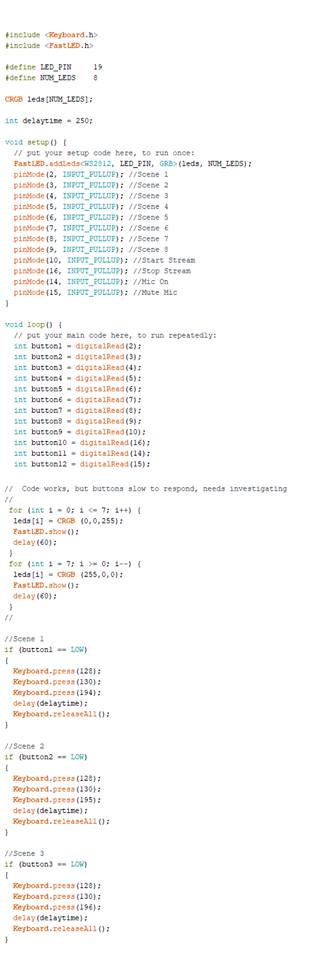 #include <Keyboard.h>
#include <FastLED.h>
#define LED_PIN 19
#define NUM_LEDS 8
CRGB leds[NUM_LEDS];
int delaytime = 250;
void setup() {
// put your setup code here, to run once:
FastLED.addLeds<WS2812, LED_PIN, GRB>(leds, NUM_LEDS);
pinMode(2, INPUT_PULLUP); //Scene 1
pinMode(3, INPUT_PULLUP); //Scene 2
pinMode(4, INPUT_PULLUP); //Scene 3
pinMode(5, INPUT_PULLUP); //Scene 4
pinMode(6, INPUT_PULLUP); //Scene 5
pinMode(7, INPUT_PULLUP); //Scene 6
pinMode(8, INPUT_PULLUP); //Scene 7
pinMode(9, INPUT_PULLUP); //Scene 8
pinMode(10, INPUT_PULLUP); //Start Stream
pinMode(16, INPUT_PULLUP); //Stop Stream
pinMode(14, INPUT_PULLUP); //Mic On
pinMode(15, INPUT_PULLUP); //Mute Mic
}
void loop() {
// put your main code here, to run repeatedly:
int button1 = digitalRead(2);
int button2 = digitalRead(3);
int button3 = digitalRead(4);
int button4 = digitalRead(5);
int button5 = digitalRead(6);
int button6 = digitalRead(7);
int button7 = digitalRead(8);
int button8 = digitalRead(9);
int button9 = digitalRead(10);
int button10 = digitalRead(16);
int button11 = digitalRead(14);
int button12 = digitalRead(15);
// Code works, but buttons slow to respond, needs investigating
//
for (int i = 0; i <= 7; i++) {
leds[i] = CRGB (0,0,255);
FastLED.show();
delay(60);
}
for (int i = 7; i >= 0; i--) {
leds[i] = CRGB (255,0,0);
FastLED.show();
delay(60);
}
//
//Scene 1
if (button1 == LOW)
{
Keyboard.press(128);
Keyboard.press(130);
Keyboard.press(194);
delay(delaytime);
Keyboard.releaseAll();
}
//Scene 2
if (button2 == LOW)
{
Keyboard.press(128);
Keyboard.press(130);
Keyboard.press(195);
delay(delaytime);
Keyboard.releaseAll();
}
//Scene 3
if (button3 == LOW)
{
Keyboard.press(128);
Keyboard.press(130);
Keyboard.press(196);
delay(delaytime);
Keyboard.releaseAll();
}